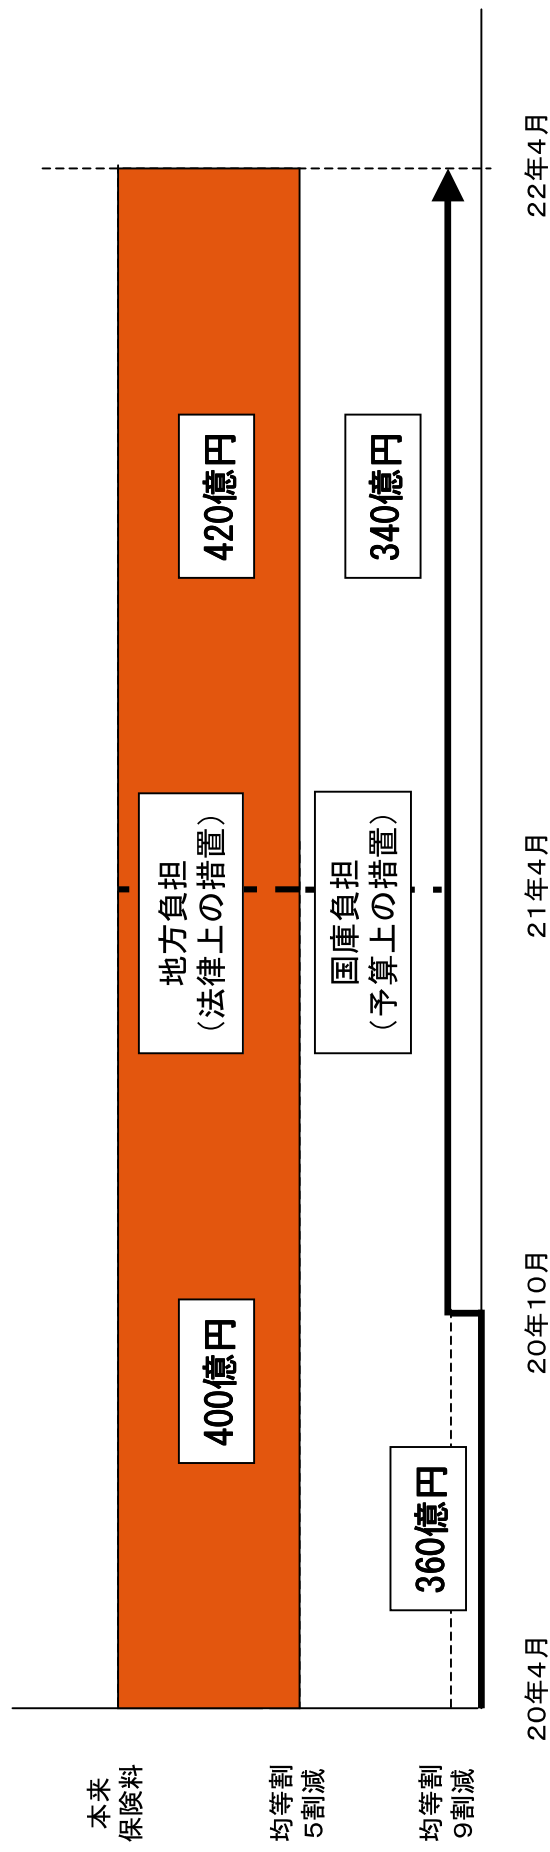 本来
保険料
均等割
5割減
均等割
9割減
400億円
420億円
地方負担
（法律上の措置）
国庫負担
（予算上の措置）
360億円
340億円
20年4月
20年10月
21年4月
22年4月